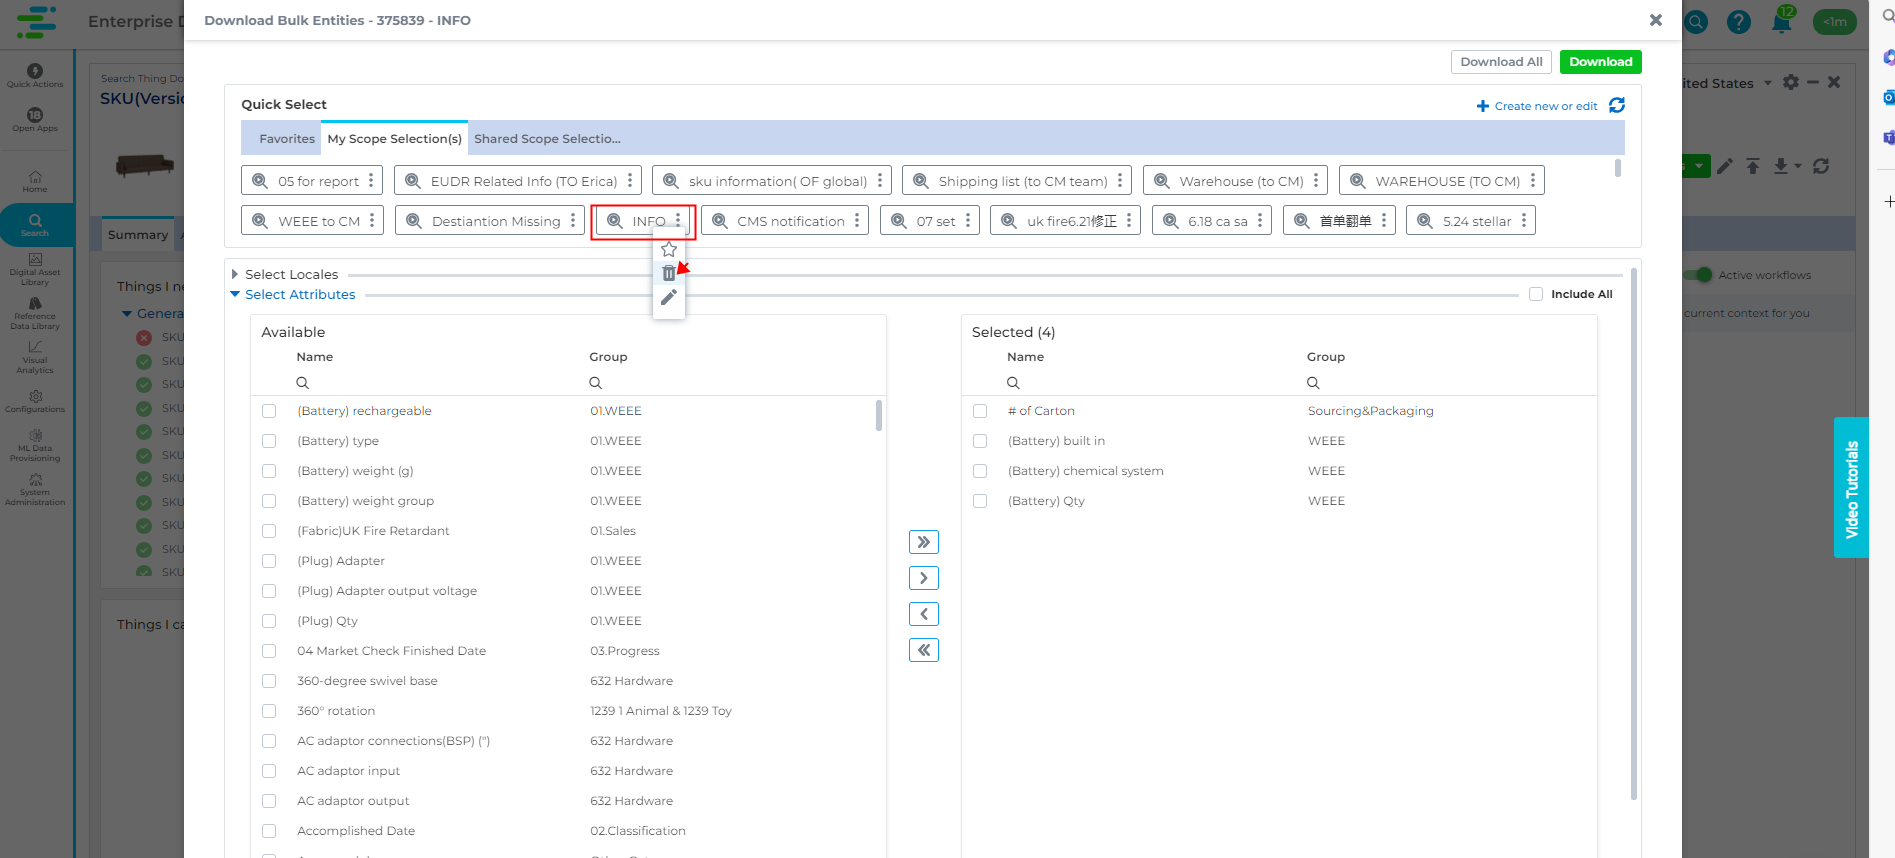 Download Bulk Entities - 375839 - INFO
Enterprise D
12
<1m
Download All
Download
Quick Actions
18
Open Apps
Home
Search
Digital Asset
Library
Reference
Data Library
Visual
Analytics
Configurations
ML Data
Provisioning
System
Administration
Search Thing Do
SKU(Versio
ited States
Summary
Things I ne
Genera
SKU
SKU
SKU
SKU
SKU
SKU
SKU
SKU
SKU
SKU
SKU
Things I ca
Quick Select
Create new or edit
Favorites
My Scope Selection(s)
Shared Scope Selectio...
05 for report
EUDR Related Info (TO Erica)
sku information( OF global)
Shipping list (to CM team)
Warehouse (to CM)
WAREHOUSE (TO CM)
WEEE to CM
Destiantion Missing
INFO
CMS notification
07 set
uk fire6.21修正
6.18 ca sa
首单翻单
5.24 stellar
Select Locales
Select Attributes
Include All
Active workflows
current context for you
Available
Name Group
(Battery) rechargeable 01.WEEE
(Battery) type 01.WEEE
(Battery) weight (g) 01.WEEE
(Battery) weight group 01.WEEE
(Fabric)UK Fire Retardant 01.Sales
(Plug) Adapter 01.WEEE
(Plug) Adapter output voltage 01.WEEE
(Plug) Qty 01.WEEE
04 Market Check Finished Date 03.Progress
360-degree swivel base 632 Hardware
360° rotation 1239 1 Animal & 1239 Toy
AC adaptor connections(BSP) (") 632 Hardware
AC adaptor input 632 Hardware
AC adaptor output 632 Hardware
Accomplished Date 02.Classification
Selected (4)
Name Group
# of Carton Sourcing&Packaging
(Battery) built in WEEE
(Battery) chemical system WEEE
(Battery) Qty WEEE
Video Tutorials